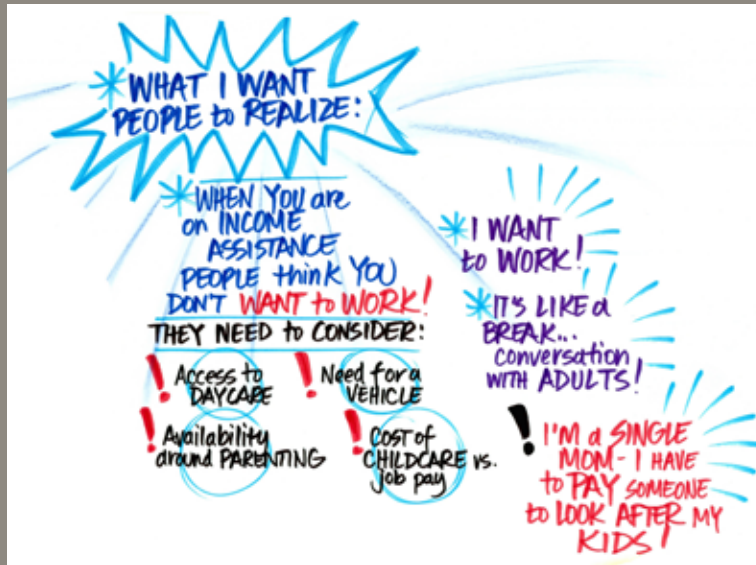 *WHAT I WANT
PEOPLE to REALIZE:
*WHEN YOU are
on INCOME
ASSISTANCE
PEOPLE think YOU
DON'T WANT to WORK!
THEY NEED to CONSIDER:
! Access to
DAYCARE
! Need for a
VEHICLE
! Availability
around PARENTING
! COST of
CHILDCARE vs.
job pay
*I WANT
to WORK!
*IT'S LIKE a
BREAK...
conversation
WITH ADULTS!
! I'M a SINGLE
MOM - I HAVE
to PAY SOMEONE
to LOOK AFTER MY
KIDS!